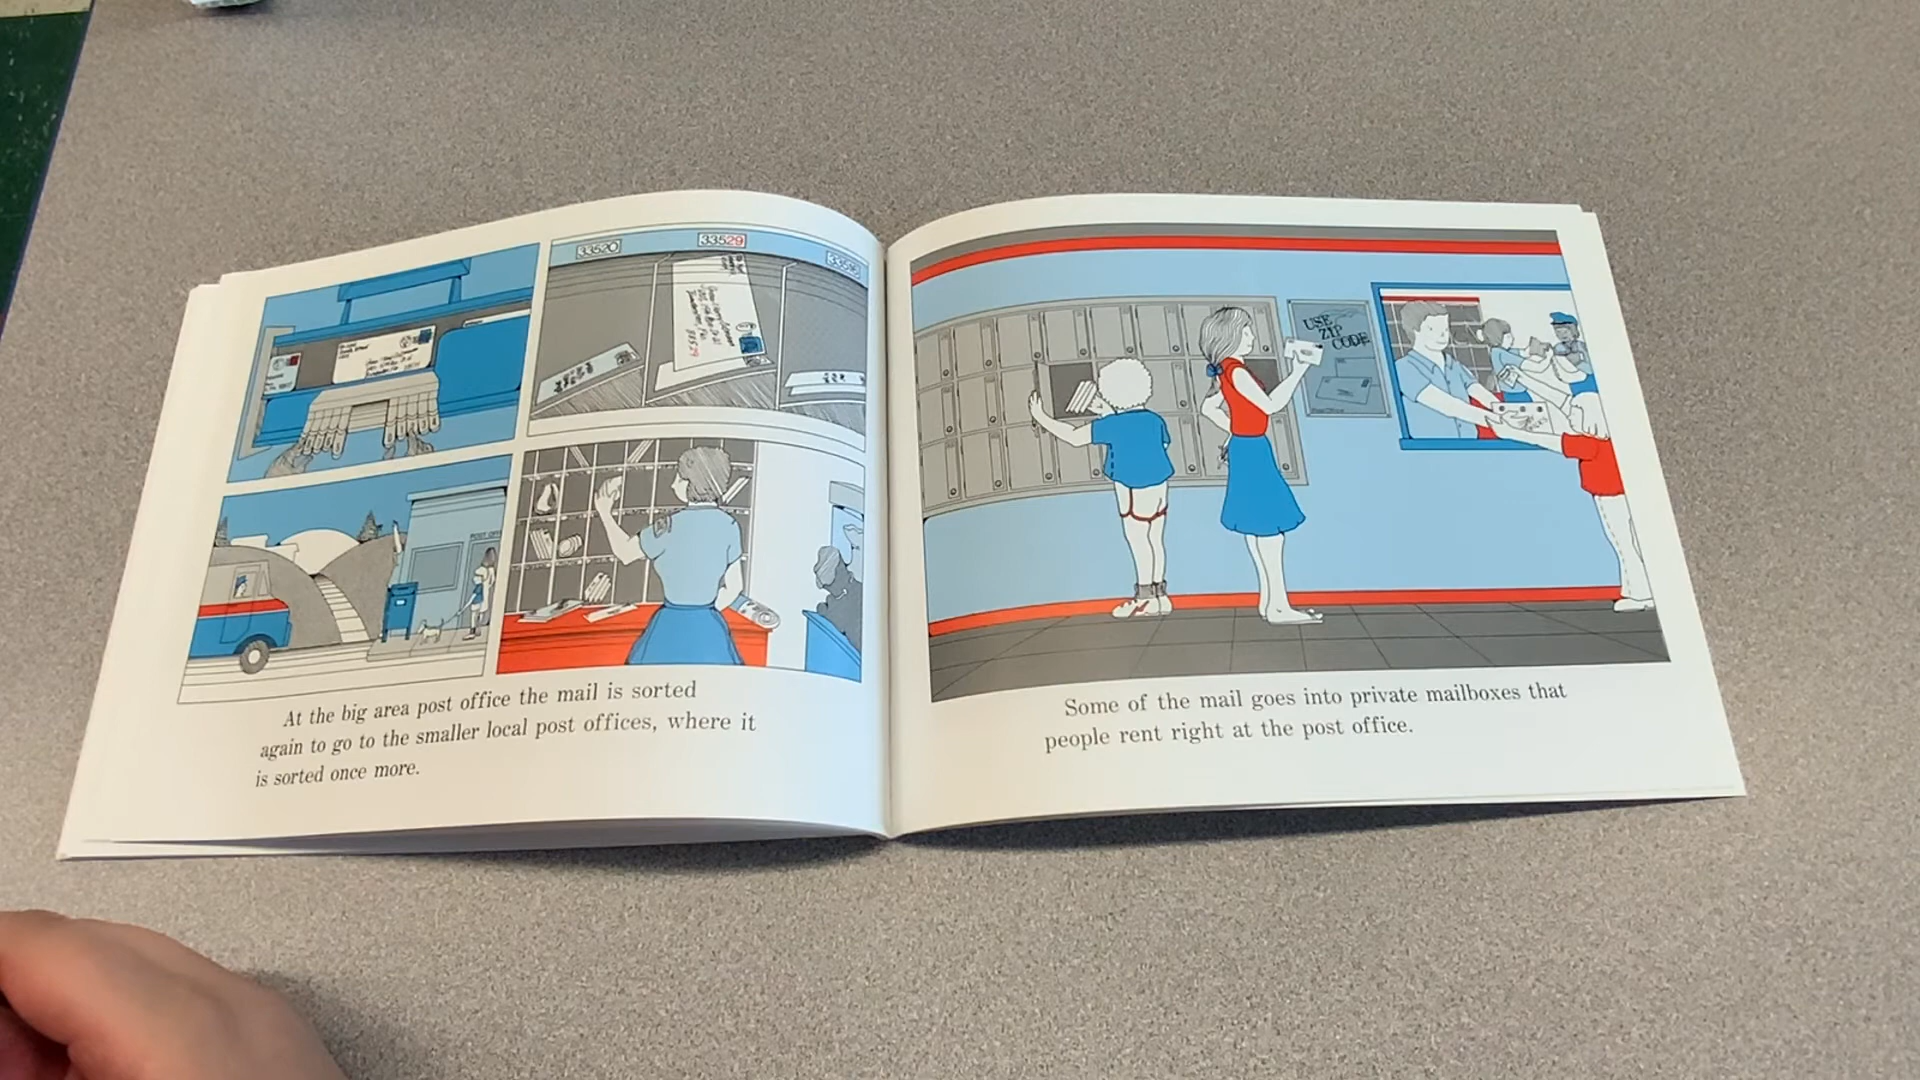 33520
33529
POST OFF
At the big area post office the mail is sorted
again to go to the smaller local post offices, where it
is sorted once more.
USE
ZIP
CODE
Some of the mail goes into private mailboxes that
people rent right at the post office.